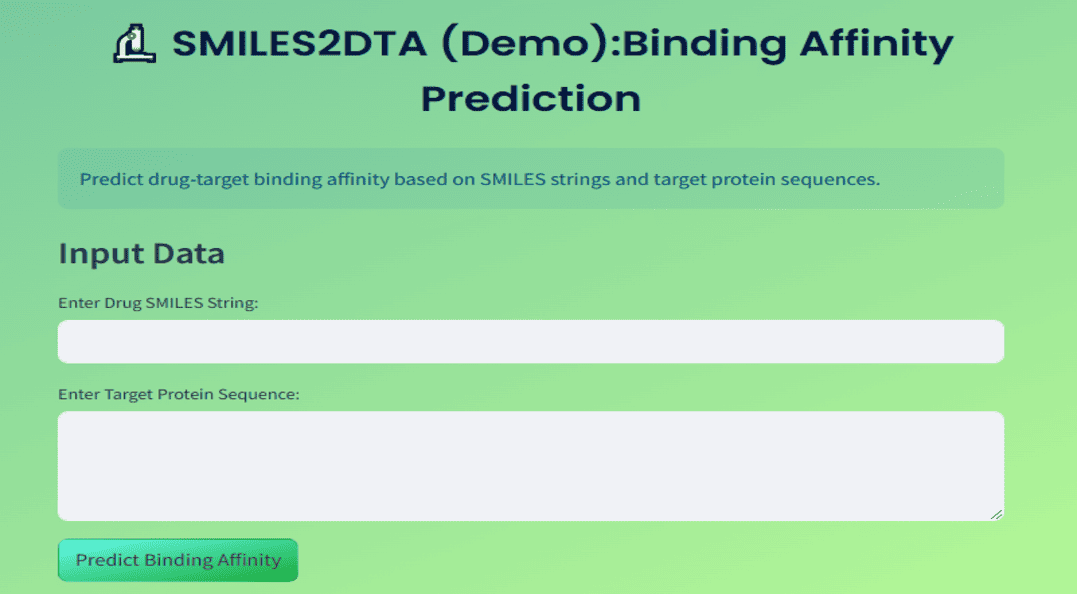 SMILES2DTA (Demo):Binding Affinity
Prediction
Predict drug-target binding affinity based on SMILES strings and target protein sequences.
Input Data
Enter Drug SMILES String:
Enter Target Protein Sequence:
Predict Binding Affinity